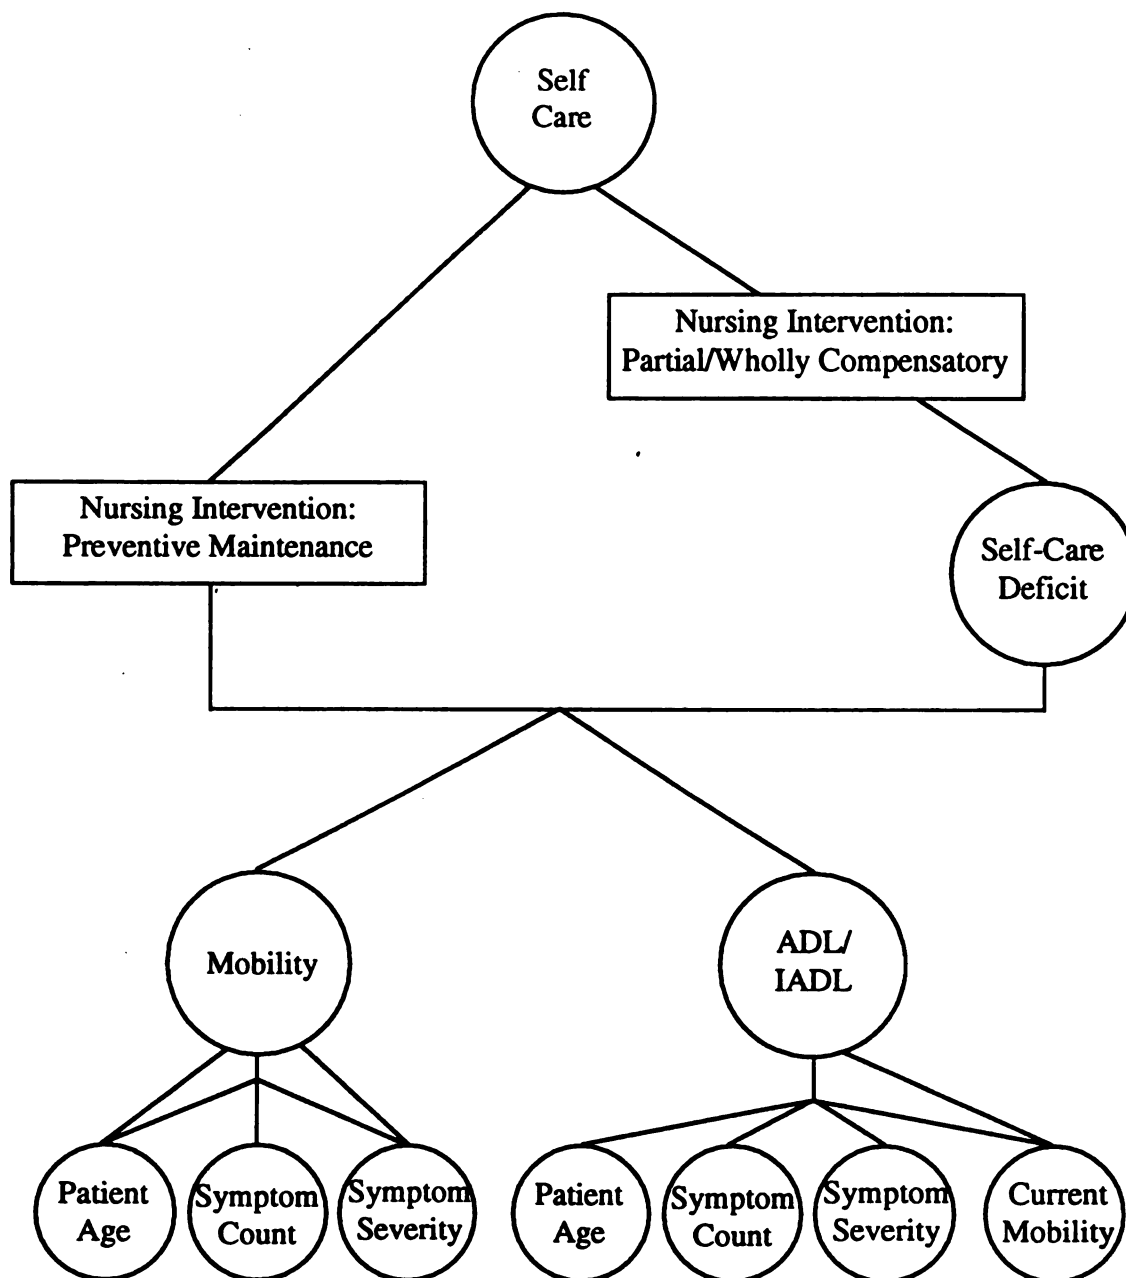 Self
Care
Nursing Intervention:
Partial/Wholly Compensatory
Nursing Intervention:
Preventive Maintenance
Self-Care
Deficit
Mobility
ADL/
IADL
Patient
Age
Symptom
Count
Symptom
Severity
Patient
Age
Symptom
Count
Symptom
Severity
Current
Mobility